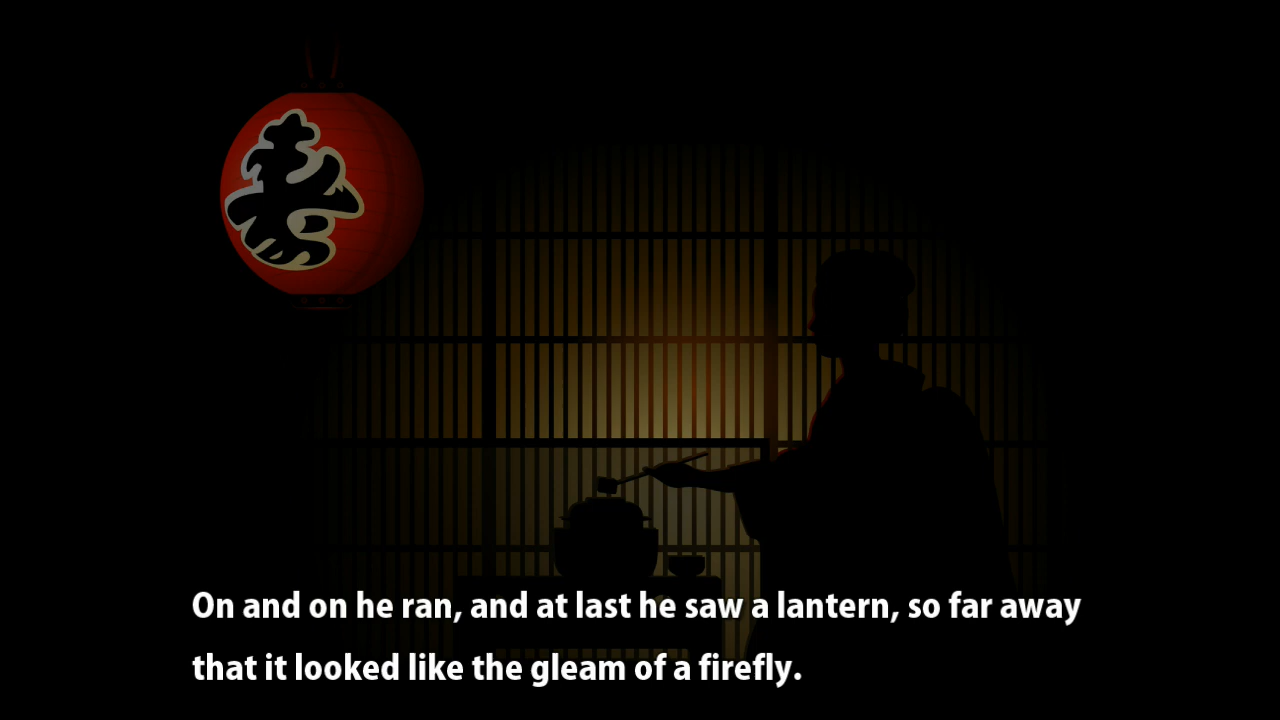 On and on he ran, and at last he saw a lantern, so far away
that it looked like the gleam of a firefly.